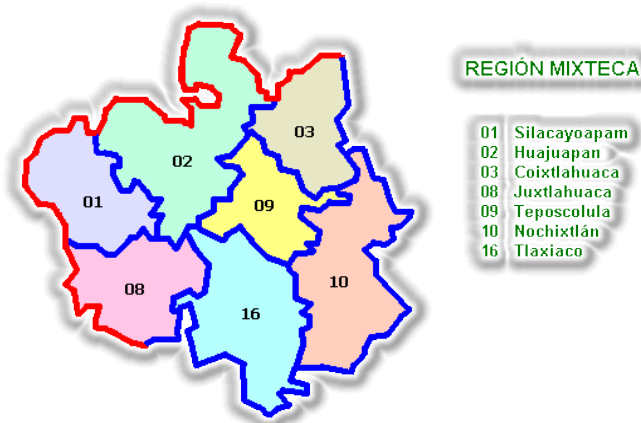 REGIÓN MIXTECA
01 Silacayoapam
02 Huajuapan
03 Coixtlahuaca
08 Juxtlahuaca
09 Teposcolula
10 Nochixtlán
16 Tlaxiaco
03
02
01
09
10
08
16